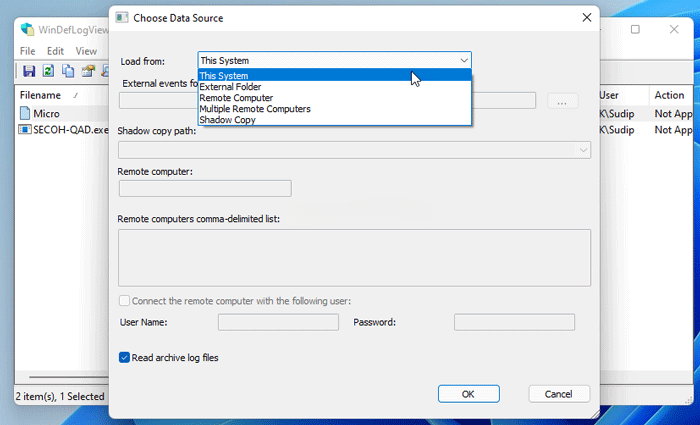 Choose Data Source
WinDefLogView
File Edit View
Filename
User Action
Micro
K\Sudip Not App
SECOH-QAD.exe
K\Sudip Not App
2 item(s), 1 Selected
Load from: This System
This System
External Folder
Remote Computer
Multiple Remote Computers
Shadow Copy
External events fo
...
Shadow copy path:
Remote computer:
Remote computers comma-delimited list:
Connect the remote computer with the following user:
User Name: Password:
Read archive log files
OK Cancel